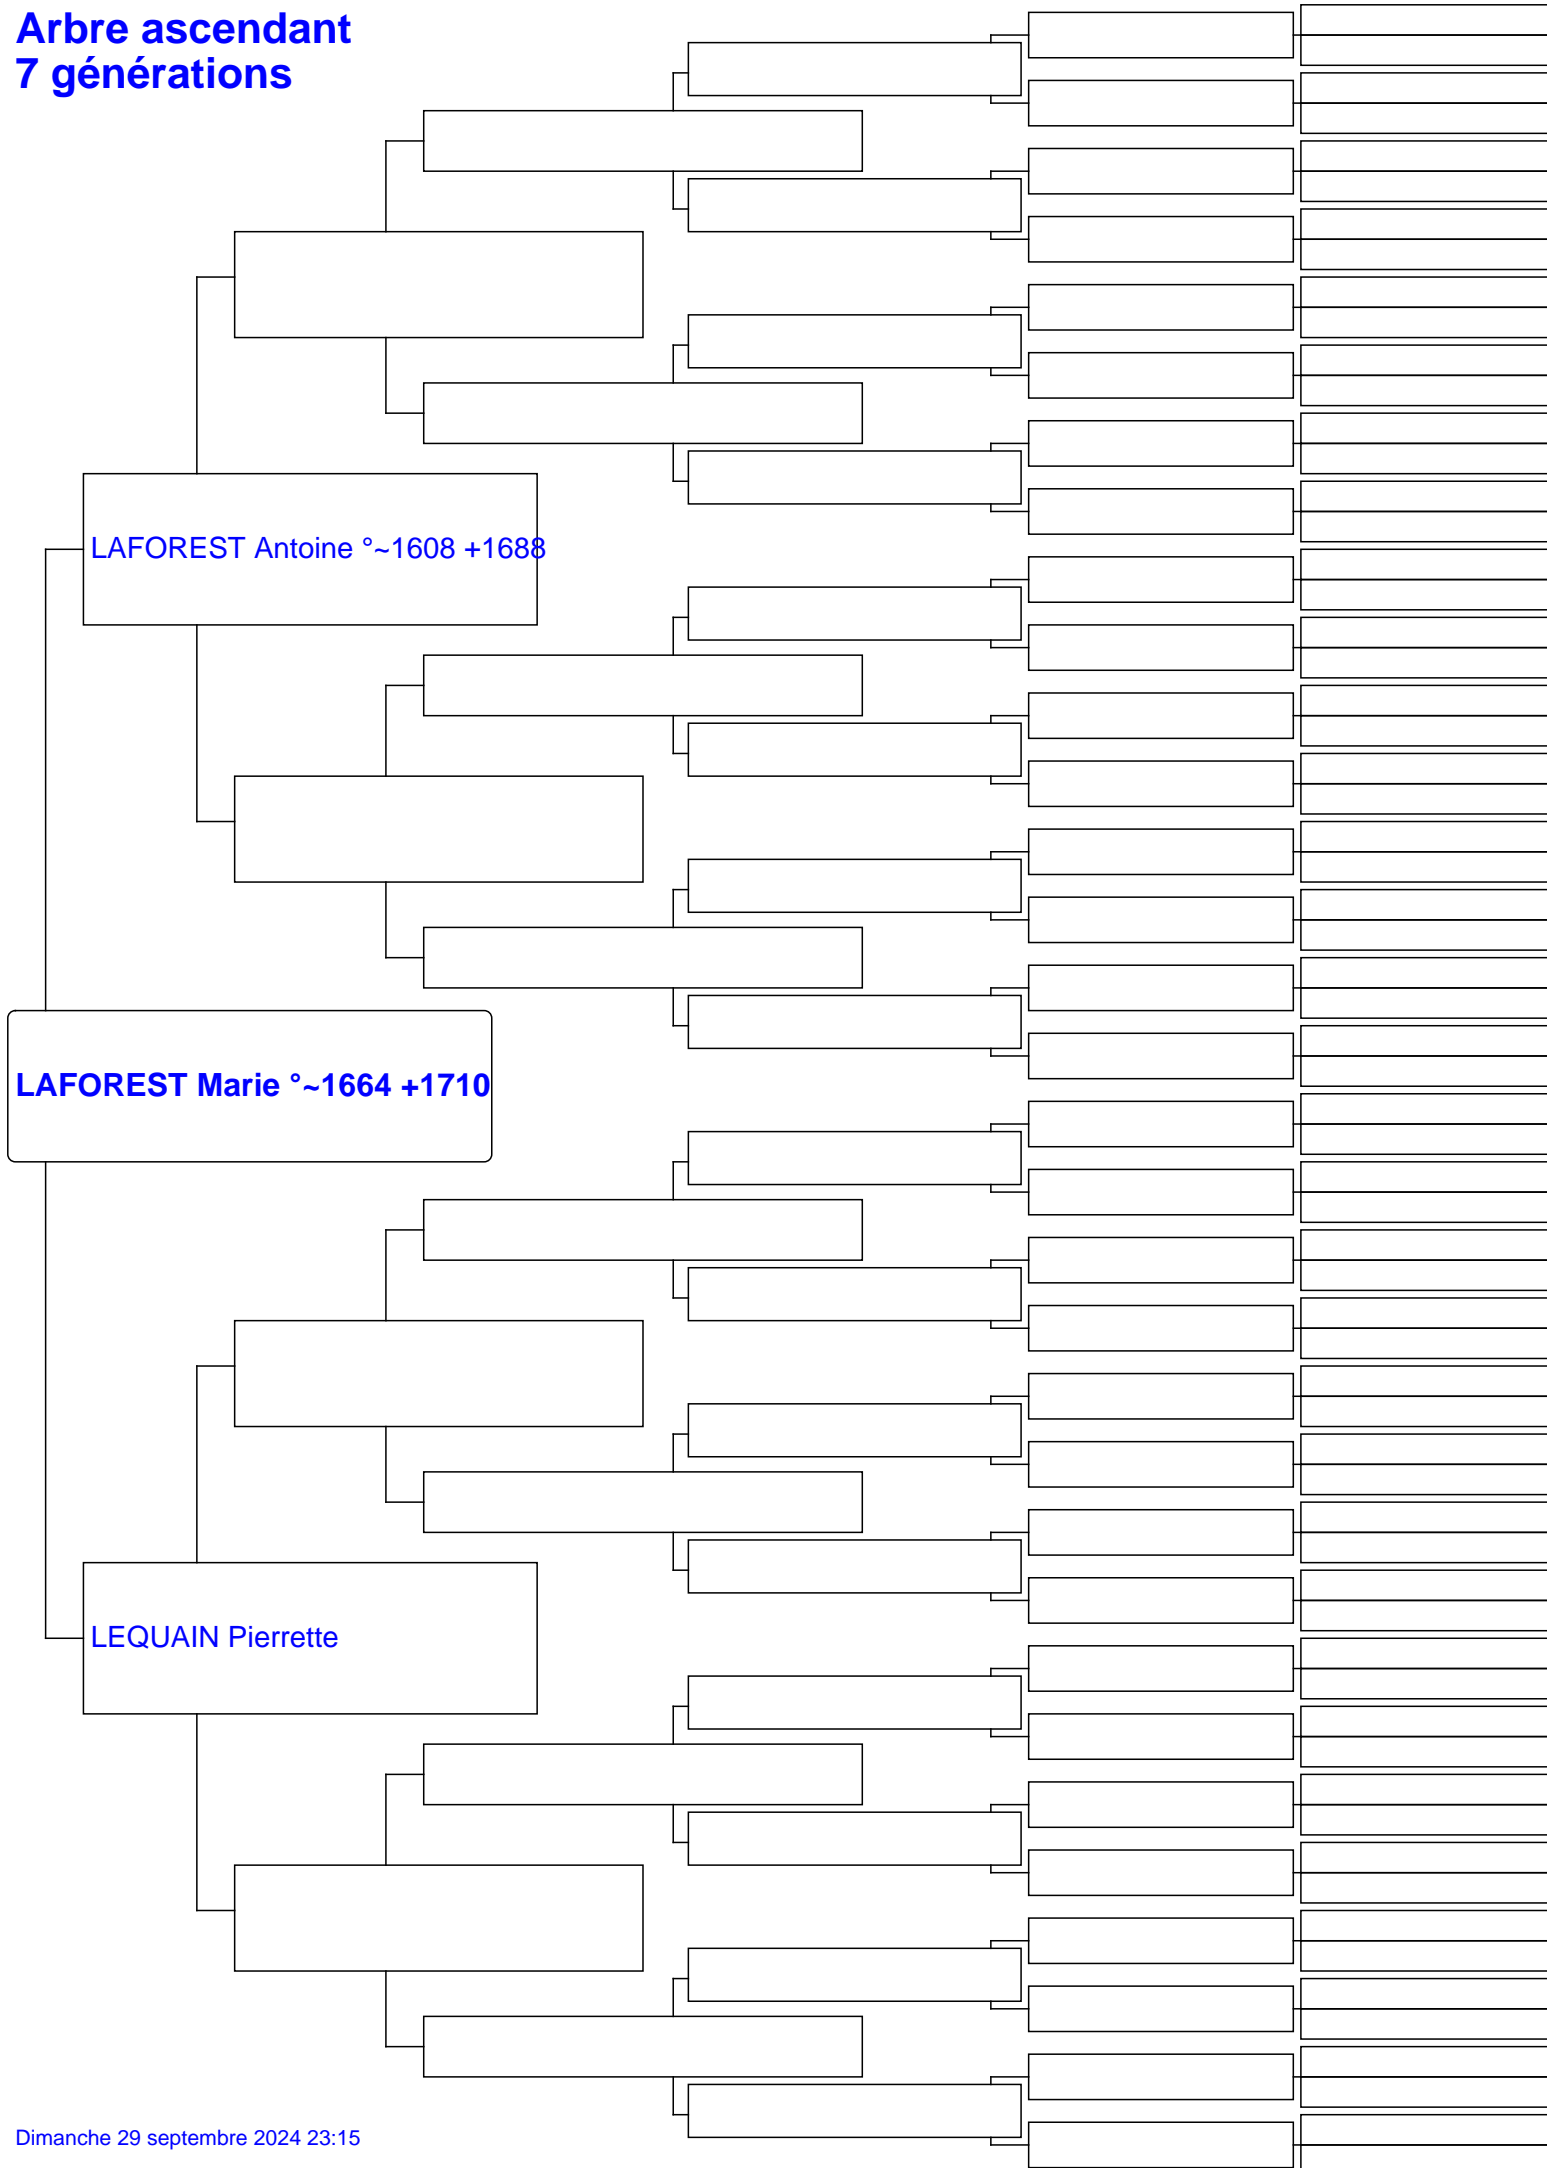 Arbre ascendant
7 générations
LAFOREST Antoine °~1608 +1688
LAFOREST Marie °~1664 +1710
LEQUAIN Pierrette
Dimanche 29 septembre 2024 23:15